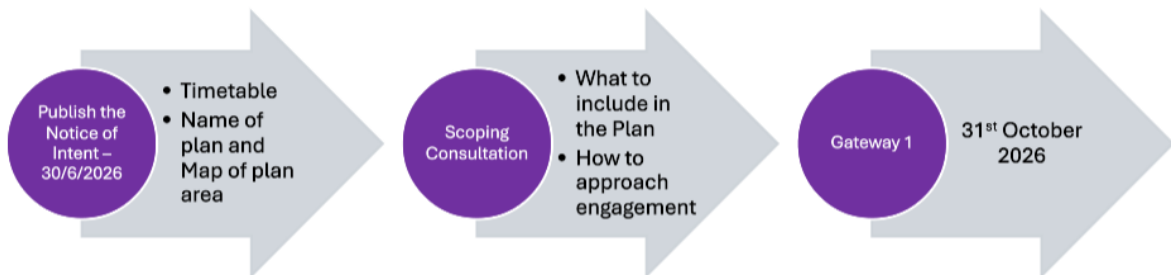 Publish the
Notice of
Intent –
30/6/2026
• Timetable
• Name of
plan and
Map of plan
area
Scoping
Consultation
• What to
include in
the Plan
• How to
approach
engagement
Gateway 1
31st October
2026